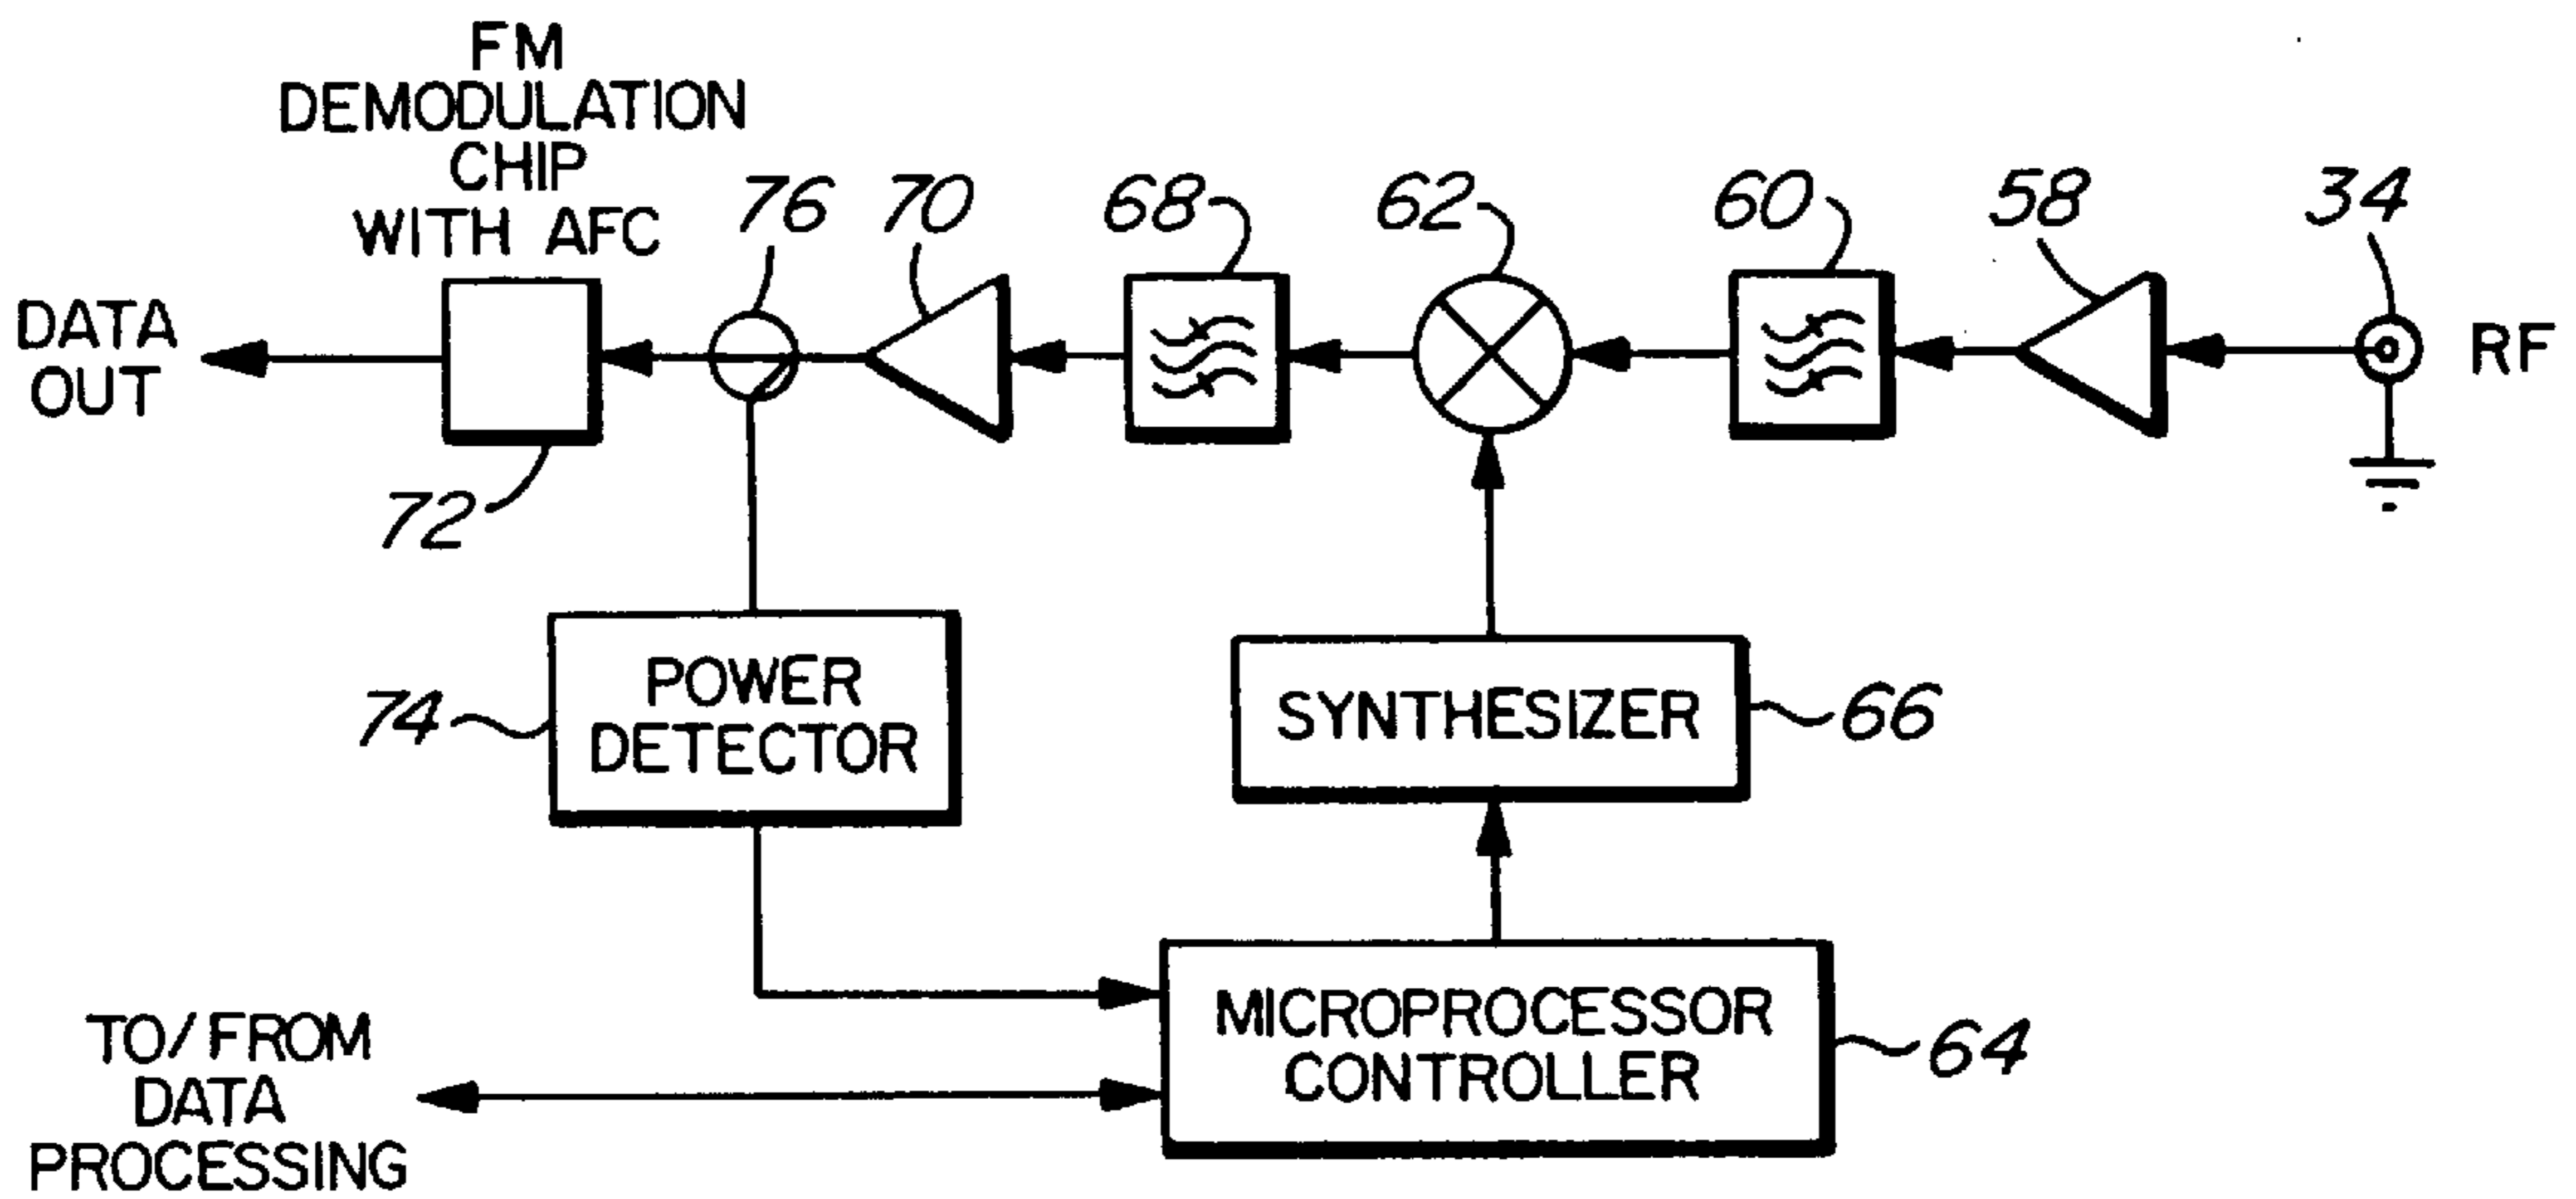 FM
DEMODULATION
CHIP
WITH AFC
76
70
68
62
60
58
34
DATA
OUT
RF
72
POWER
DETECTOR
74
SYNTHESIZER
66
MICROPROCESSOR
CONTROLLER
64
TO/FROM
DATA
PROCESSING